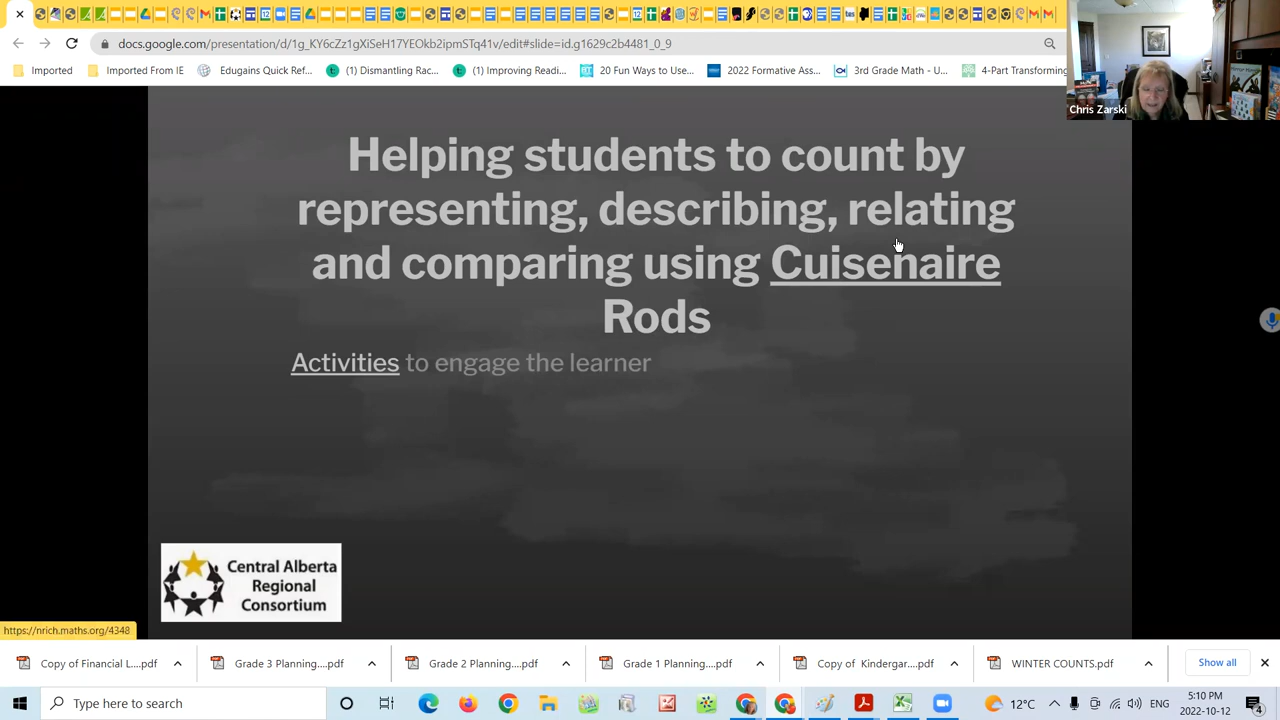 docs.google.com/presentation/d/1g_KY6cZz1gXiSeH17YEOkb2ipmSTq41v/edit#slide=id.g1629c2b4481_0_9
Imported
Imported From IE
Edugains Quick Ref...
(1) Dismantling Rac...
(1) Improving Readi...
20 Fun Ways to Use...
2022 Formative Ass...
3rd Grade Math - U...
4-Part Transforming
Chris Zarski
Helping students to count by
representing, describing, relating
and comparing using Cuisenaire
Rods
Activities to engage the learner
Central Alberta
Regional
Consortium
https://nrich.maths.org/4348
Copy of Financial L....pdf
Grade 3 Planning....pdf
Grade 2 Planning....pdf
Grade 1 Planning....pdf
Copy of Kindergar....pdf
WINTER COUNTS.pdf
Show all
Type here to search
12°C
ENG
5:10 PM
2022-10-12
4